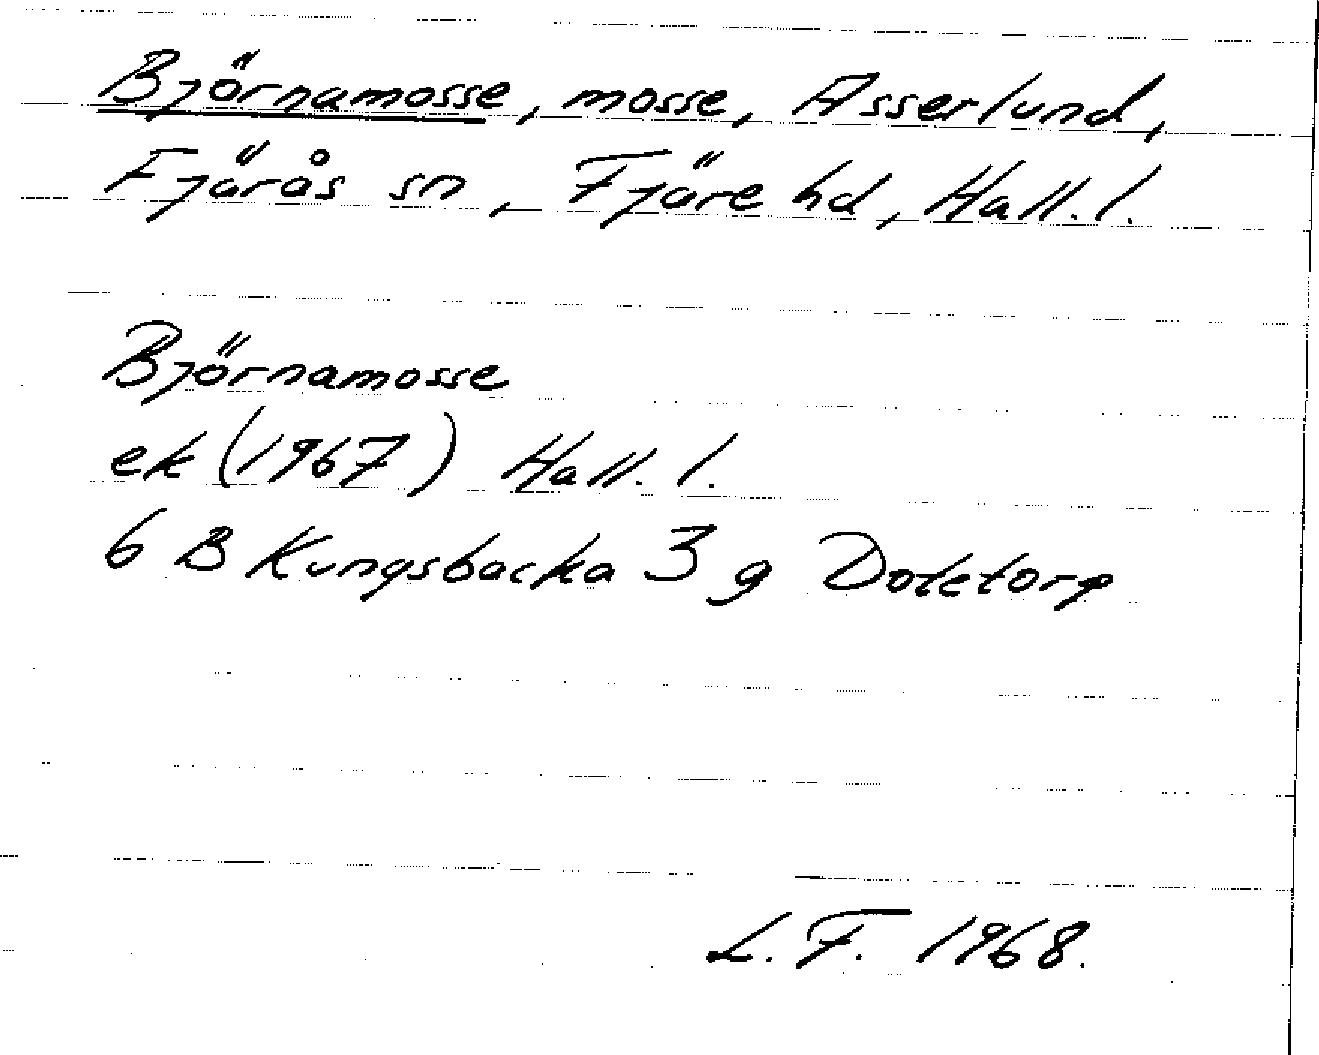 Björnamosse, mosse, Asserlund,
Fjärås sn, Fjäre hd, Hall. l.
Björnamosse
ek (1967) Hall. l.
6 B Kungsbacka 3 g Dotetorp
L. F. 1968.